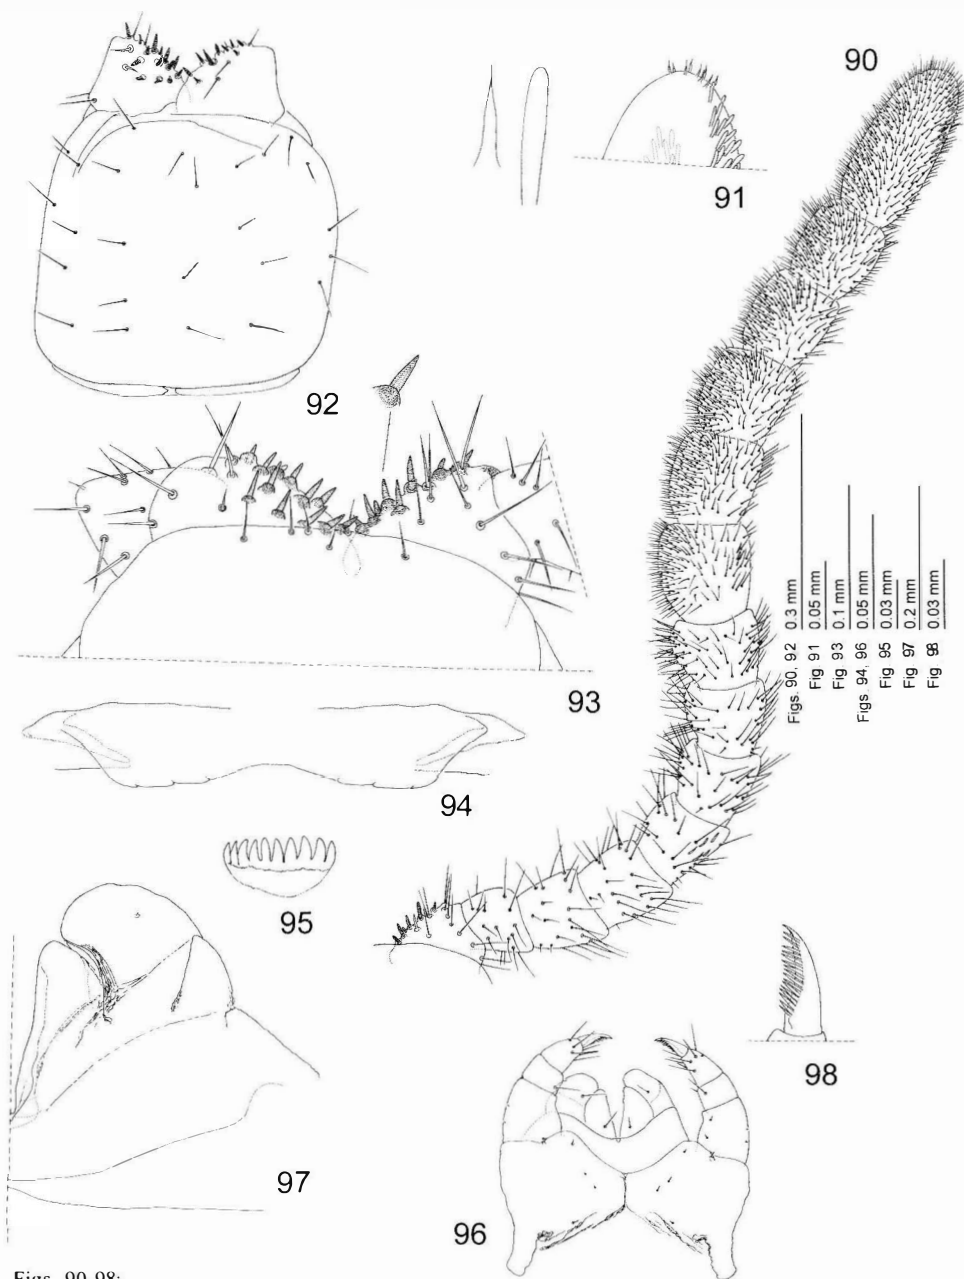 90
91
92
93
94
95
96
97
98
Figs. 90, 92 0.3 mm
Fig 91 0.05 mm
Fig 93 0.1 mm
Figs. 94, 96 0.05 mm
Fig 95 0.03 mm
Fig 97 0.2 mm
Fig 98 0.03 mm
Figs. 90-98: